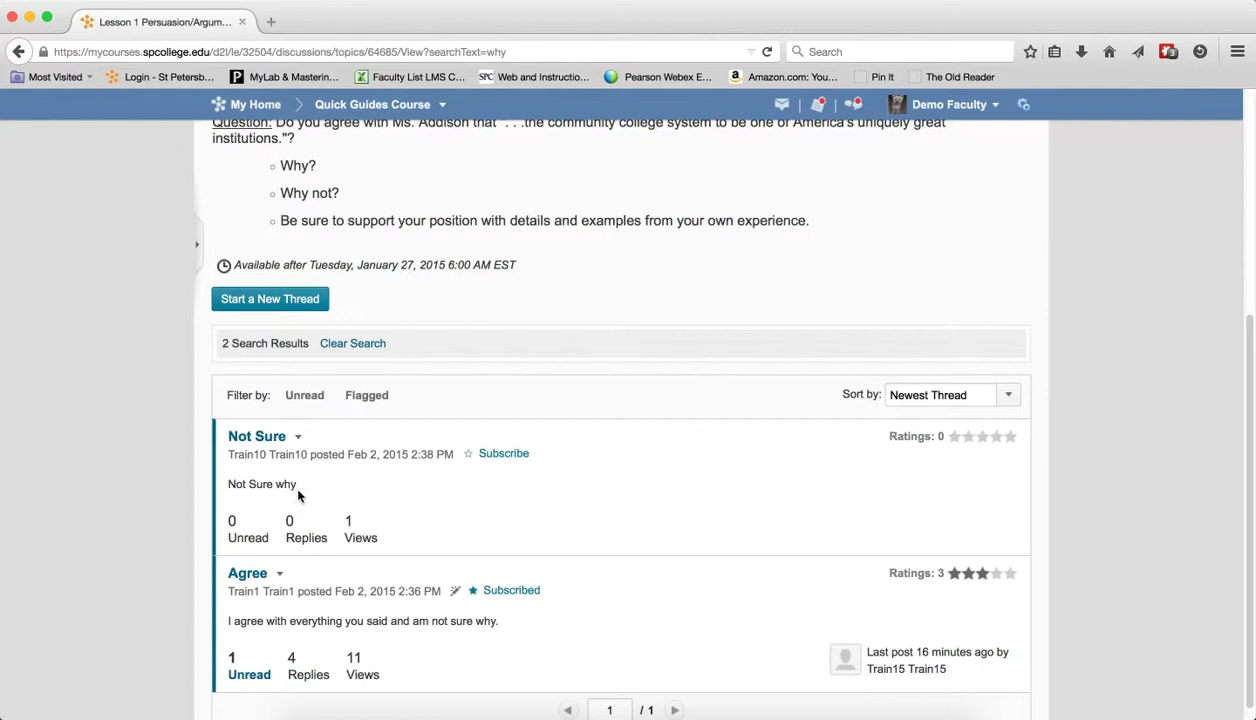 Lesson 1 Persuasion/Argum...
https://mycourses.spcollege.edu/d2l/le/32504/discussions/topics/64685/View?searchText=why
Search
Most Visited
Login - St Petersb...
MyLab & Mastering...
Faculty List LMS C...
SPC
Web and Instructio...
Pearson Webex E...
Amazon.com: You...
Pin It
The Old Reader
My Home
Quick Guides Course
Demo Faculty
Question: Do you agree with Ms. Addison that ". . .the community college system to be one of America's uniquely great
institutions."?
Why?
Why not?
Be sure to support your position with details and examples from your own experience.
Available after Tuesday, January 27, 2015 6:00 AM EST
Start a New Thread
2 Search Results Clear Search
Filter by: Unread Flagged Sort by: Newest Thread
Not Sure Ratings: 0
Train10 Train10 posted Feb 2, 2015 2:38 PM Subscribe
Not Sure why
0 0 1
Unread Replies Views
Agree Ratings: 3
Train1 Train1 posted Feb 2, 2015 2:36 PM Subscribed
I agree with everything you said and am not sure why.
1 4 11
Unread Replies Views
Last post 16 minutes ago by
Train15 Train15
1 / 1